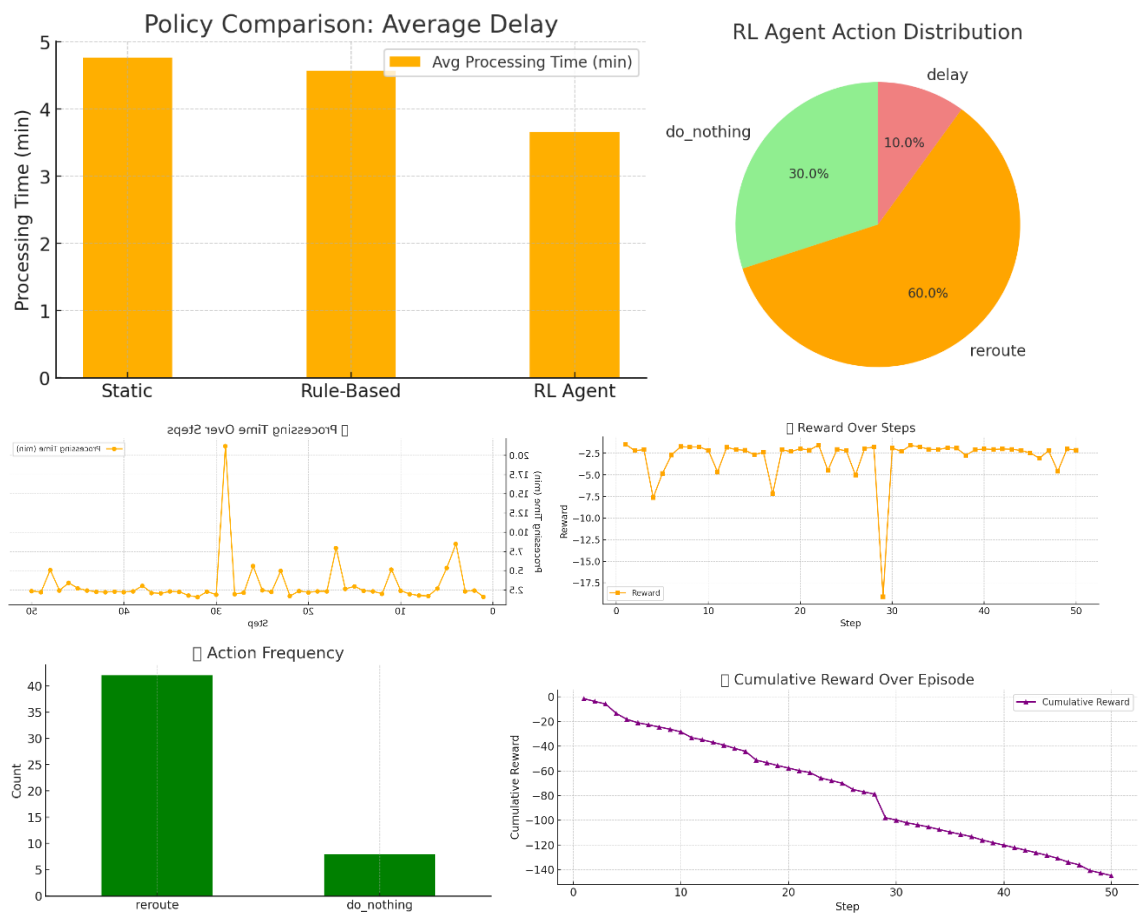 Policy Comparison: Average Delay
Avg Processing Time (min)
Processing Time (min)
5
4
3
2
1
0
Static Rule-Based RL Agent
RL Agent Action Distribution
delay
do_nothing
10.0%
30.0%
60.0%
reroute
▯ Processing Time Over Steps
Processing Time (min)
Processing Time (min)
20.0
17.5
15.0
12.5
10.0
7.5
5.0
2.5
50 40 30 20 10 0
Step
▯ Reward Over Steps
Reward
−2.5
−5.0
−7.5
−10.0
−12.5
−15.0
−17.5
Reward
0 10 20 30 40 50
Step
▯ Action Frequency
Count
40
35
30
25
20
15
10
5
0
reroute do_nothing
▯ Cumulative Reward Over Episode
Cumulative Reward
Cumulative Reward
0
−20
−40
−60
−80
−100
−120
−140
0 10 20 30 40 50
Step